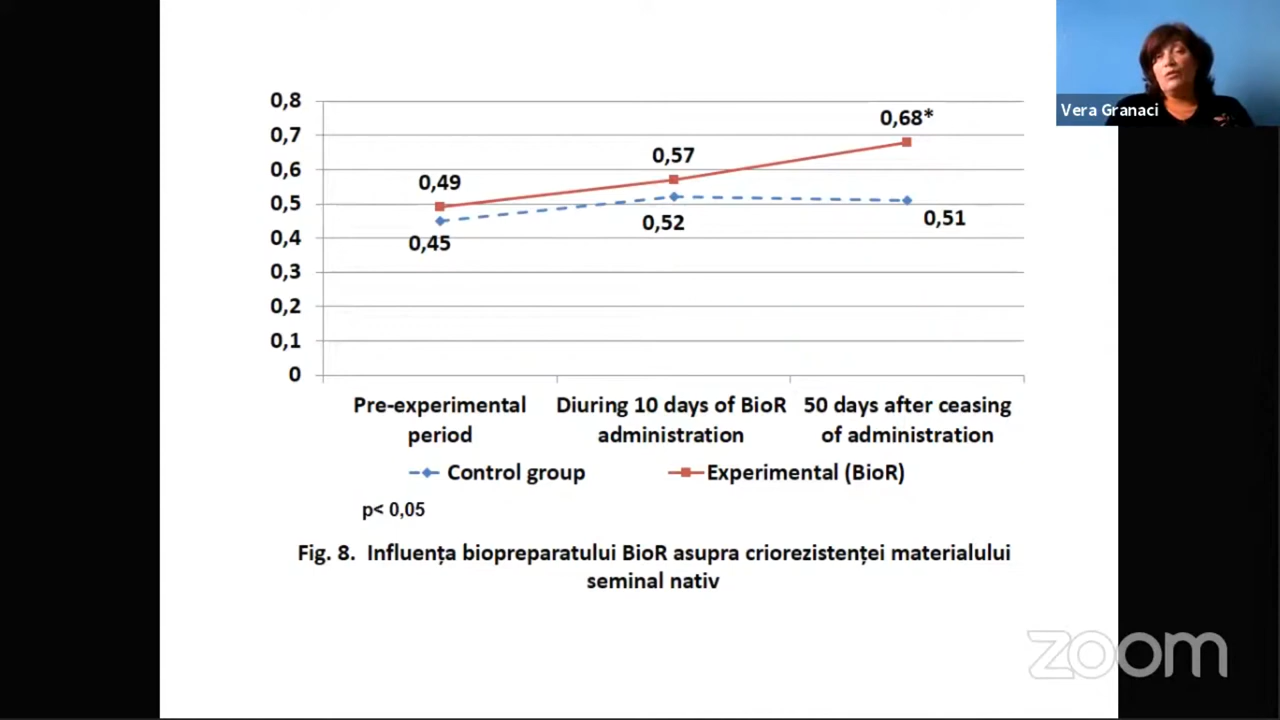 Vera Granaci
0,8
0,7
0,6
0,5
0,4
0,3
0,2
0,1
0
0,49
0,57
0,68*
0,45
0,52
0,51
Pre-experimental
period
Diuring 10 days of BioR
administration
50 days after ceasing
of administration
Control group
Experimental (BioR)
p< 0,05
Fig. 8. Influența biopreparatului BioR asupra criorezistenței materialului
seminal nativ
zoom